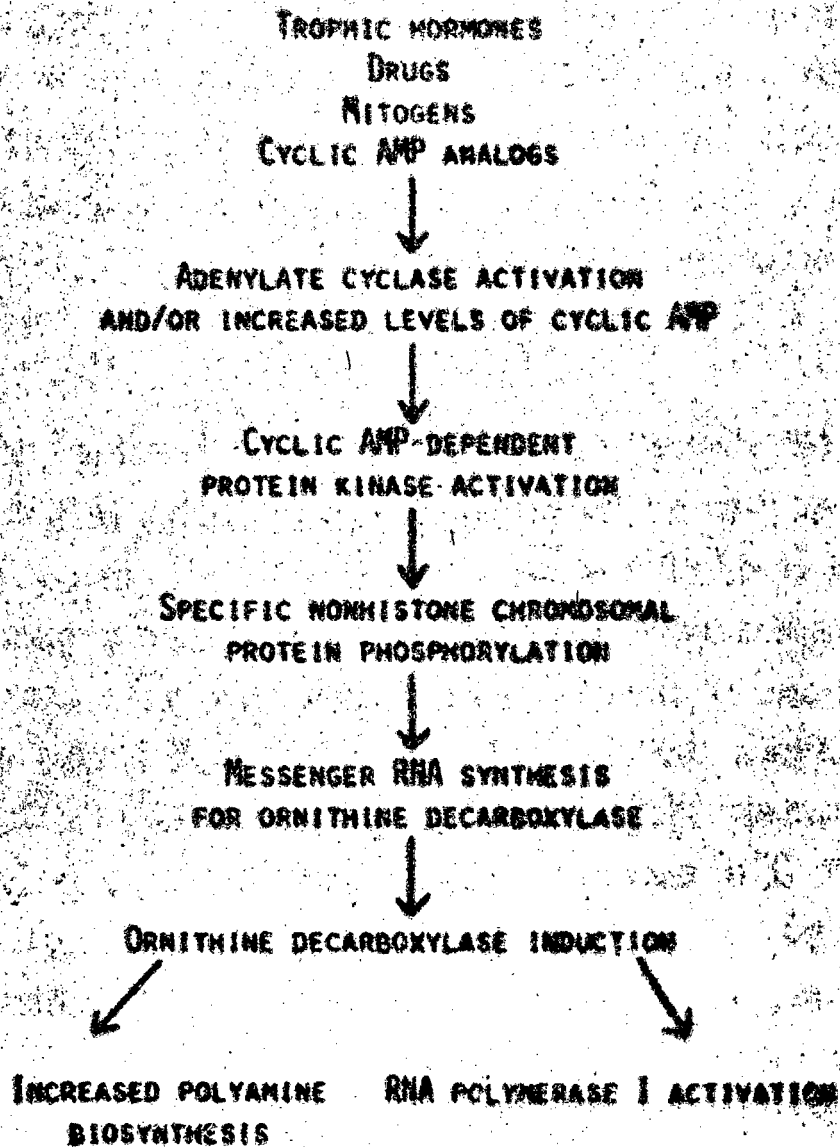 TROPHIC HORMONES
DRUGS
MITOGENS
CYCLIC AMP ANALOGS
ADENYLATE CYCLASE ACTIVATION
AND/OR INCREASED LEVELS OF CYCLIC AMP
CYCLIC AMP-DEPENDENT
PROTEIN KINASE ACTIVATION
SPECIFIC NONHISTONE CHROMOSOMAL
PROTEIN PHOSPHORYLATION
MESSENGER RNA SYNTHESIS
FOR ORNITHINE DECARBOXYLASE
ORNITHINE DECARBOXYLASE INDUCTION
INCREASED POLYAMINE RNA POLYMERASE I ACTIVATION
BIOSYNTHESIS